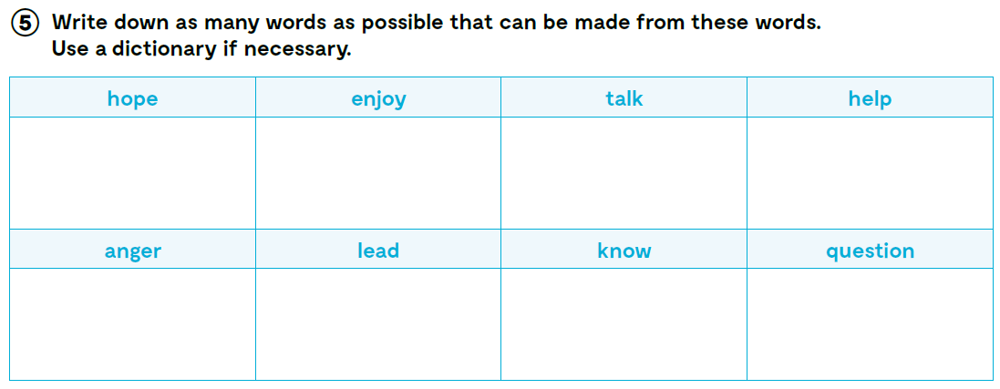 5 Write down as many words as possible that can be made from these words.
Use a dictionary if necessary.
hope enjoy talk help
anger lead know question